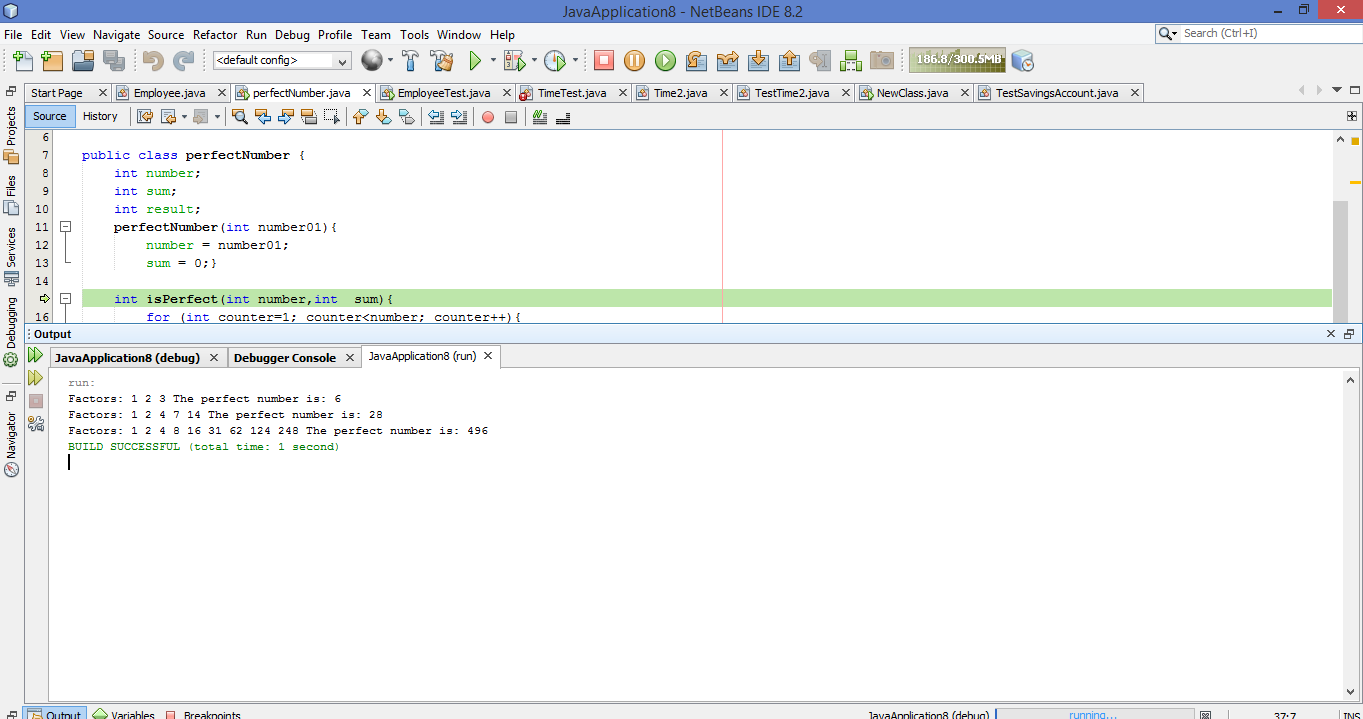 JavaApplication8 - NetBeans IDE 8.2
File Edit View Navigate Source Refactor Run Debug Profile Team Tools Window Help
Search (Ctrl+I)
<default config>
186.8/300.5MB
Start Page Employee.java perfectNumber.java EmployeeTest.java TimeTest.java Time2.java TestTime2.java NewClass.java TestSavingsAccount.java
Source History
Projects
Files
Services
Debugging
Navigator
6
7 public class perfectNumber {
8 int number;
9 int sum;
10 int result;
11 perfectNumber(int number01){
12 number = number01;
13 sum = 0;}
14
int isPerfect(int number,int  sum){
16 for (int counter=1; counter<number; counter++){
Output
JavaApplication8 (debug) Debugger Console JavaApplication8 (run)
run:
Factors: 1 2 3 The perfect number is: 6
Factors: 1 2 4 7 14 The perfect number is: 28
Factors: 1 2 4 8 16 31 62 124 248 The perfect number is: 496
BUILD SUCCESSFUL (total time: 1 second)
Output Variables Breakpoints
JavaApplication8 (debug) running... 37:7 INS